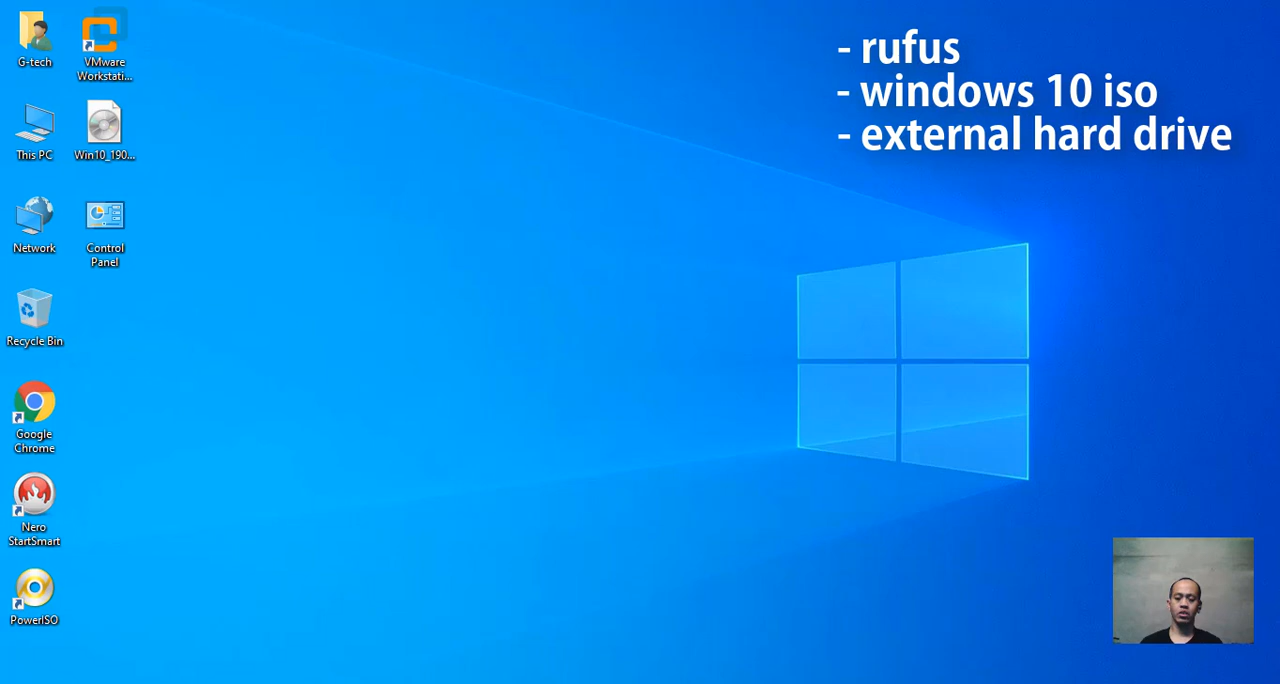 G-tech
VMware
Workstati...
This PC
Win10_190...
Network
Control
Panel
Recycle Bin
Google
Chrome
Nero
StartSmart
PowerISO
- rufus
- windows 10 iso
- external hard drive